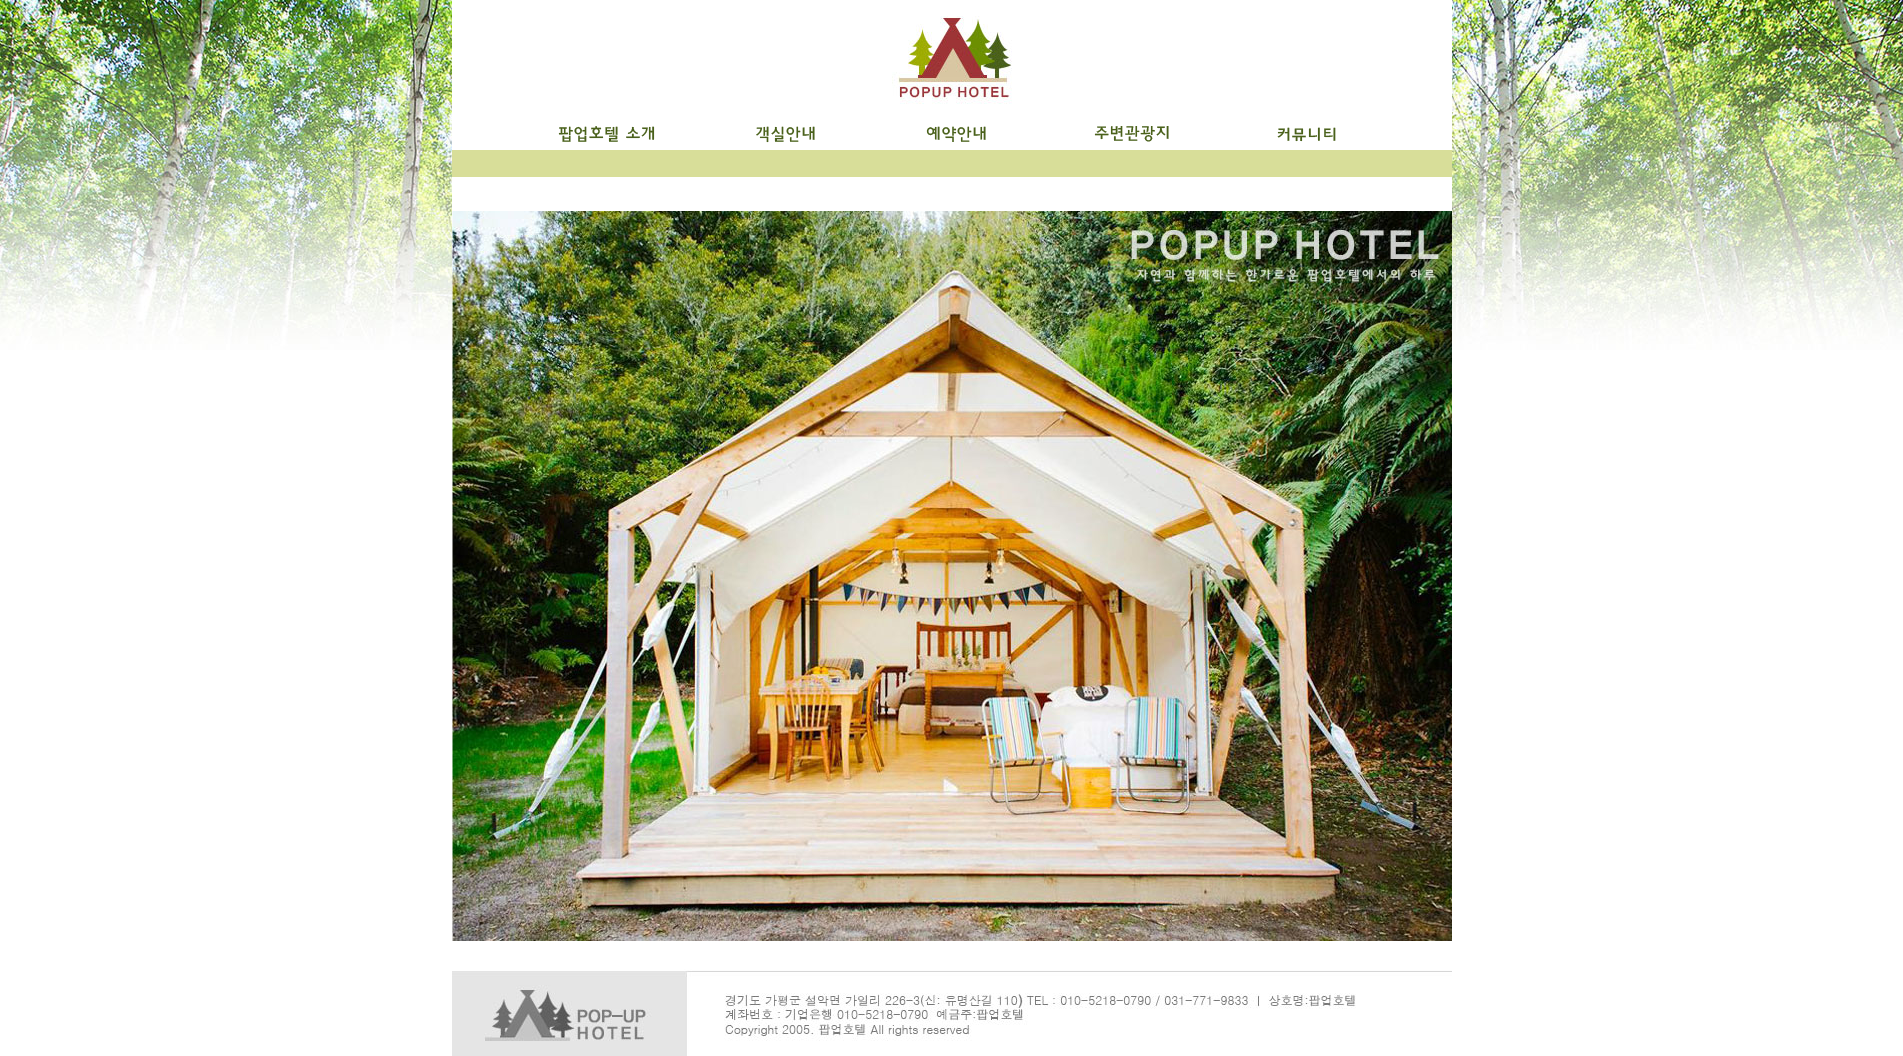 POPUP HOTEL
팝업호텔 소개 객실안내 예약안내 주변관광지 커뮤니티
POPUP HOTEL
자연과 함께하는 향기로운 팝업호텔에서의 하루
POP-UP
HOTEL
경기도 가평군 설악면 가일리 226-3(신: 유명산길 110) TEL : 010-5218-0790 / 031-771-9833 | 상호명:팝업호텔
계좌번호 : 기업은행 010-5218-0790 예금주:팝업호텔
Copyright 2005. 팝업호텔 All rights reserved